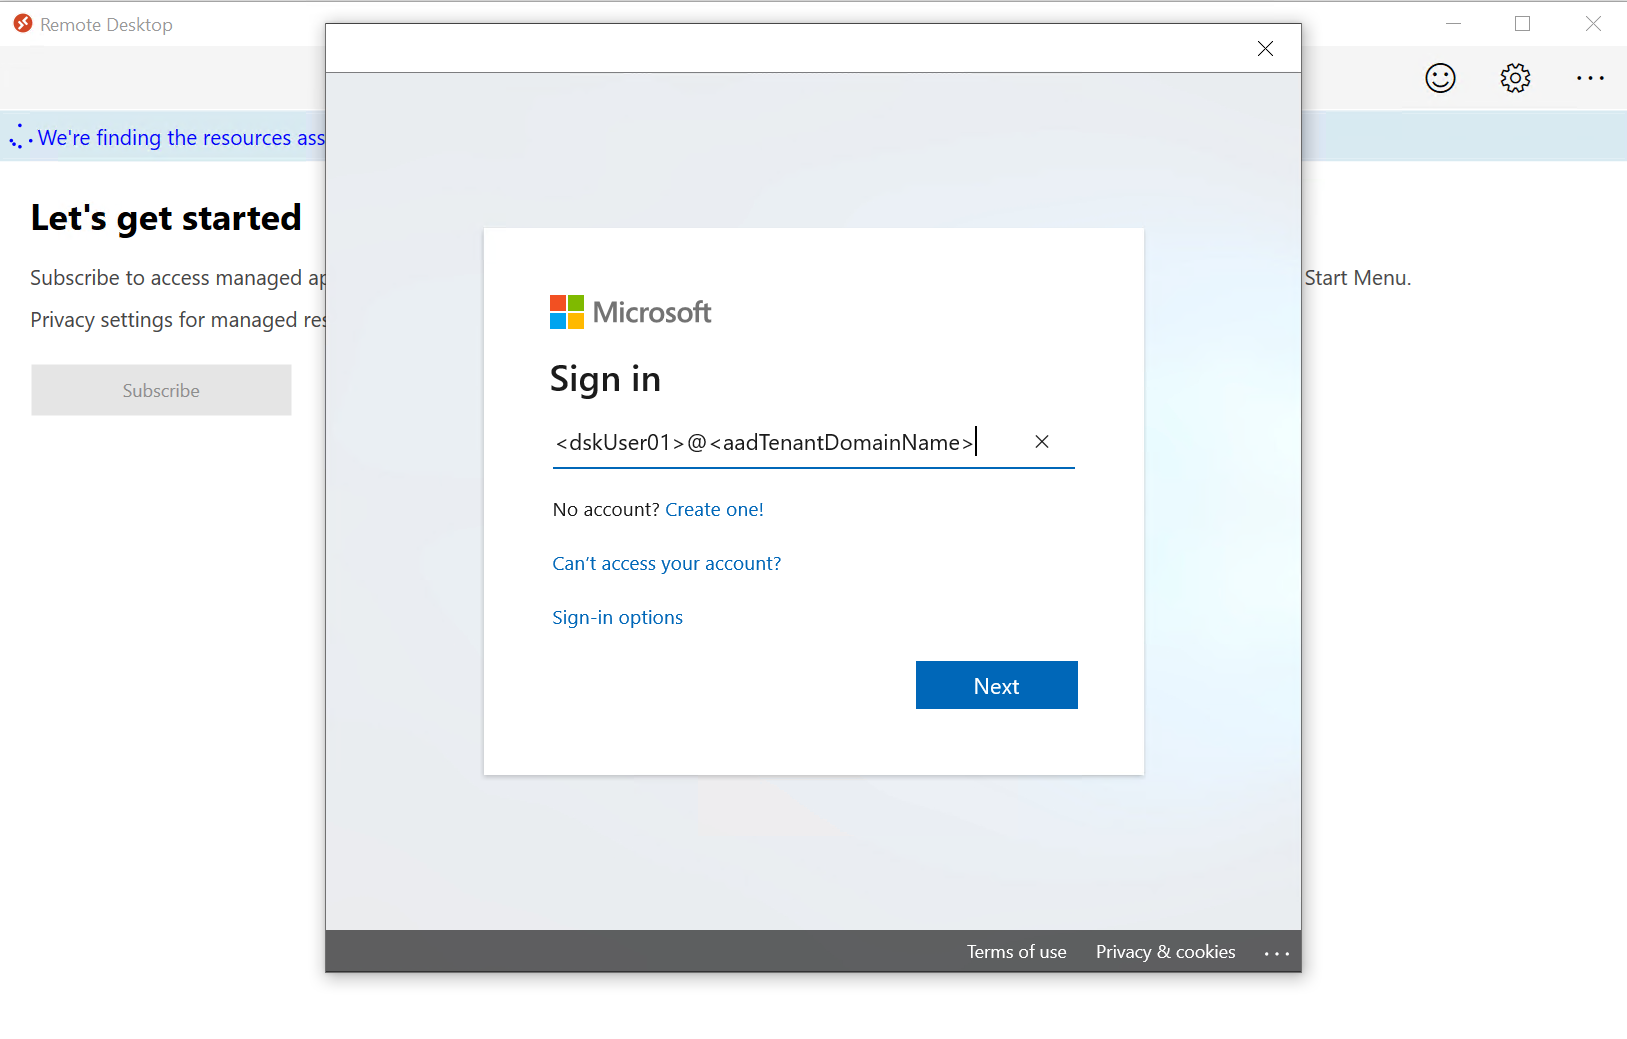 Remote Desktop
We're finding the resources ass
Let's get started
Subscribe to access managed ap
Start Menu.
Privacy settings for managed res
Subscribe
Microsoft
Sign in
<dskUser01>@<aadTenantDomainName>
No account? Create one!
Can't access your account?
Sign-in options
Next
Terms of use
Privacy & cookies